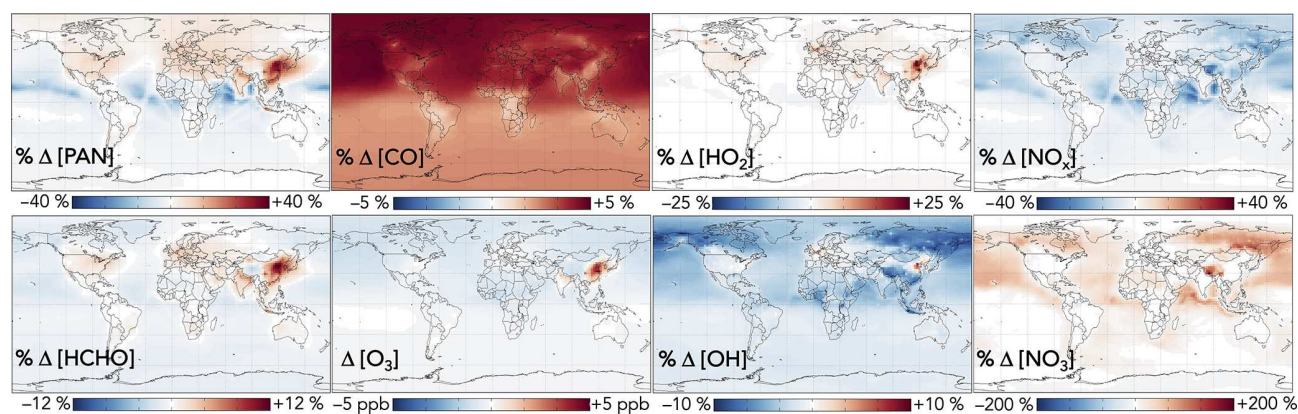 % Δ [PAN] % Δ [CO] % Δ [HO₂] % Δ [NOₓ]
−40 % +40 % −5 % +5 % −25 % +25 % −40 % +40 %
% Δ [HCHO] Δ [O₃] % Δ [OH] % Δ [NO₃]
−12 % +12 % −5 ppb +5 ppb −10 % +10 % −200 % +200 %